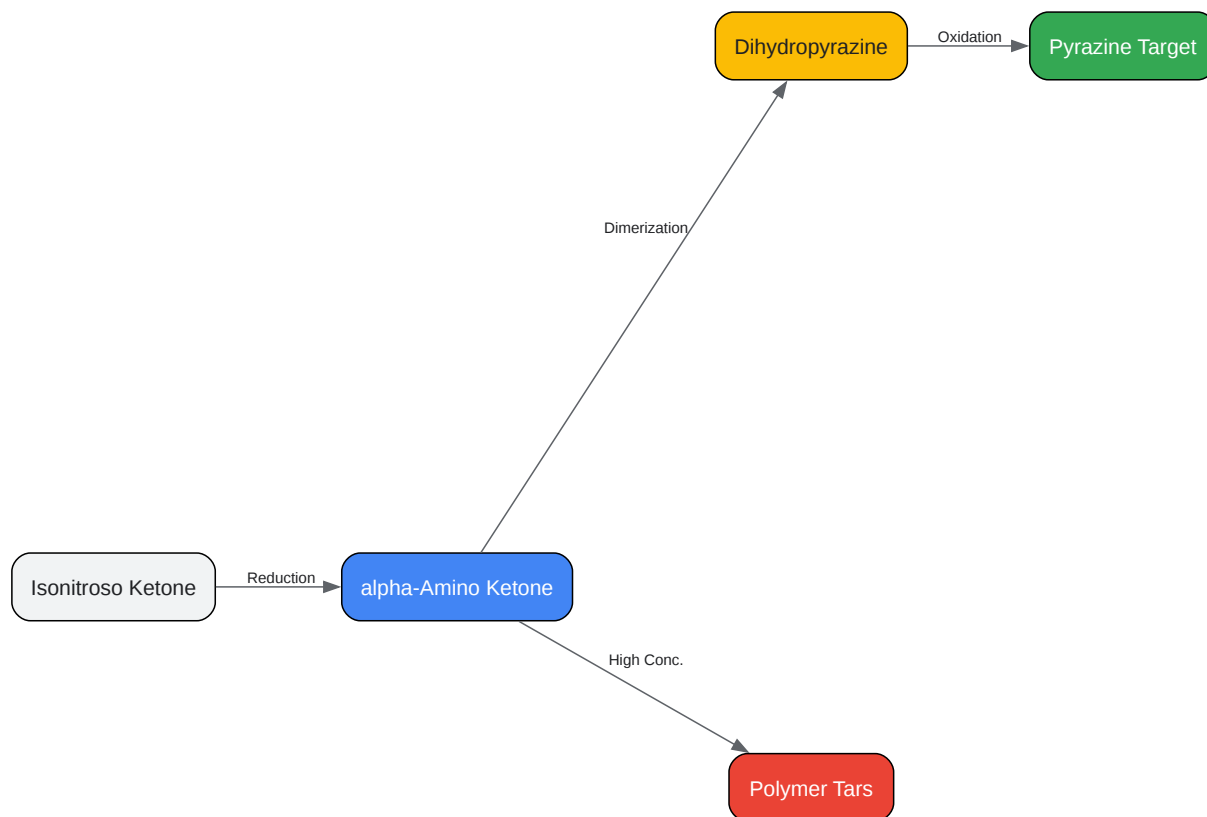 Dihydropyrazine
Oxidation
Pyrazine Target
Dimerization
Isonitroso Ketone
Reduction
alpha-Amino Ketone
High Conc.
Polymer Tars